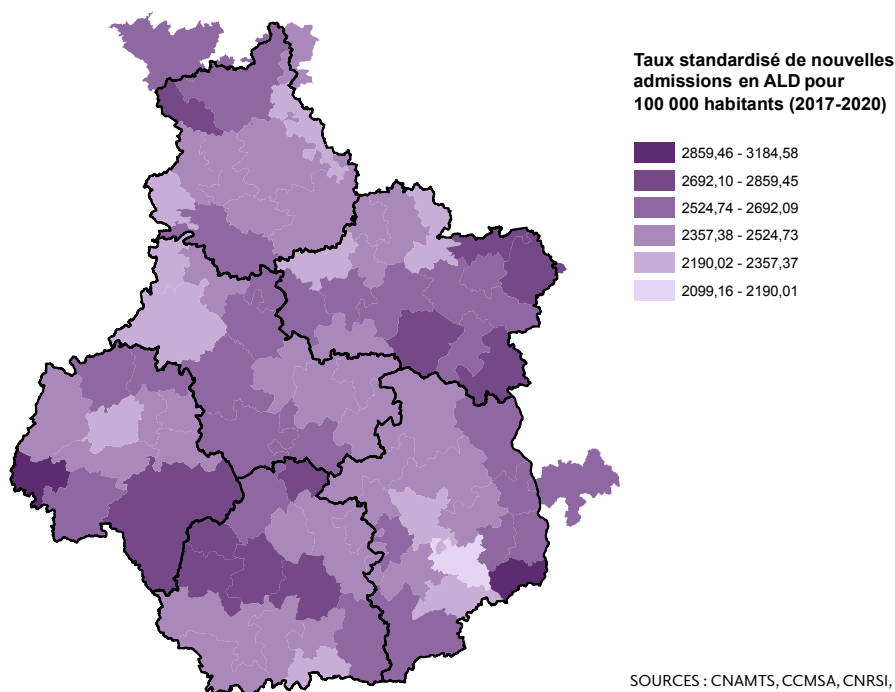 Taux standardisé de nouvelles
admissions en ALD pour
100 000 habitants (2017-2020)
2859,46 - 3184,58
2692,10 - 2859,45
2524,74 - 2692,09
2357,38 - 2524,73
2190,02 - 2357,37
2099,16 - 2190,01
SOURCES : CNAMTS, CCMSA, CNRSI,